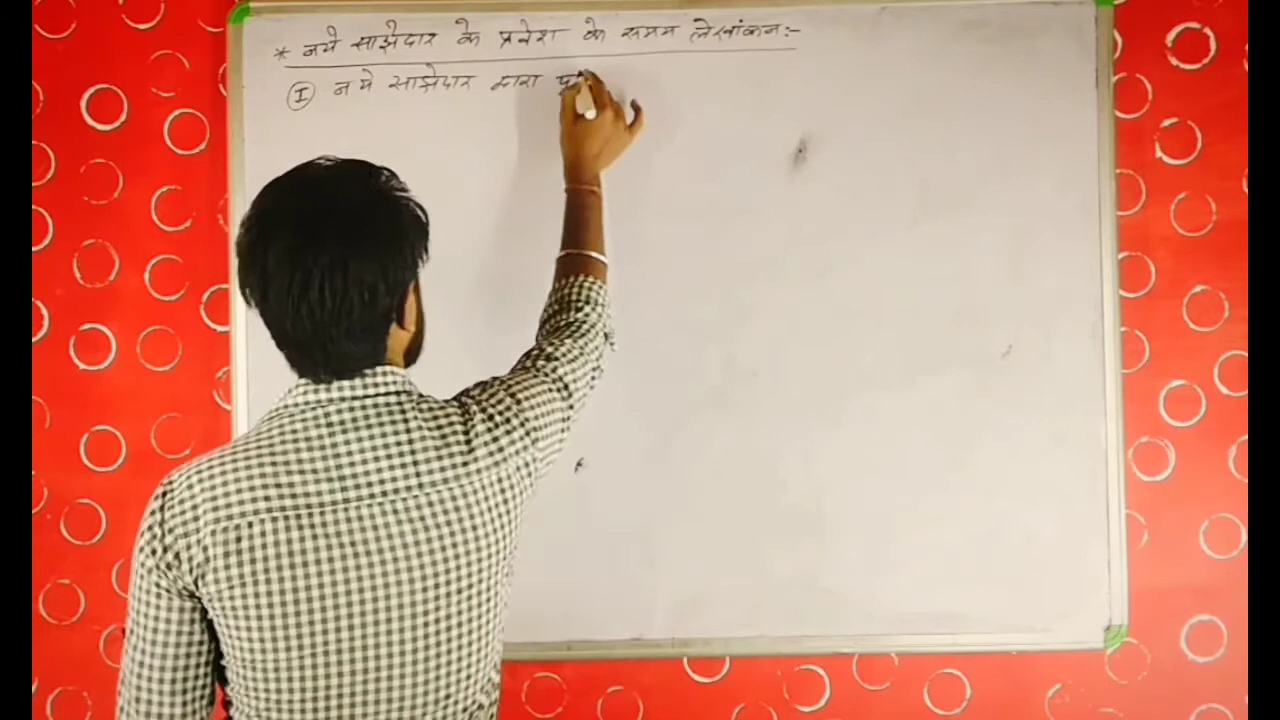 * नये साझेदार के प्रवेश के समय लेखांकन:-
(I) नये साझेदार द्वारा